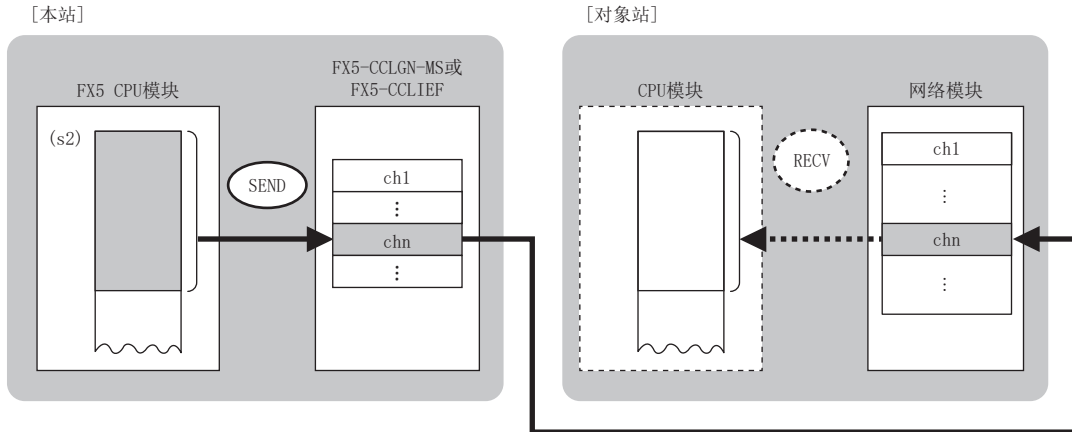 [本站]
[对象站]
FX5 CPU模块
FX5-CCLGN-MS或
FX5-CCLIEF
CPU模块
网络模块
(s2)
SEND
ch1
⋮
chn
⋮
RECV
ch1
⋮
chn
⋮